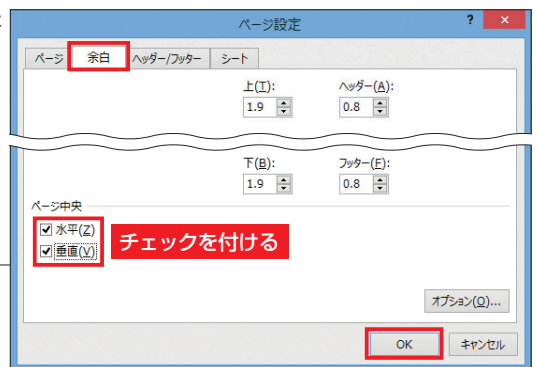 ページ設定
?
×
ページ 余白 ヘッダー/フッター シート
上(T): ヘッダー(A):
1.9 0.8
下(B): フッター(F):
1.9 0.8
ページ中央
水平(Z)
垂直(V)
チェックを付ける
オプション(O)...
OK キャンセル